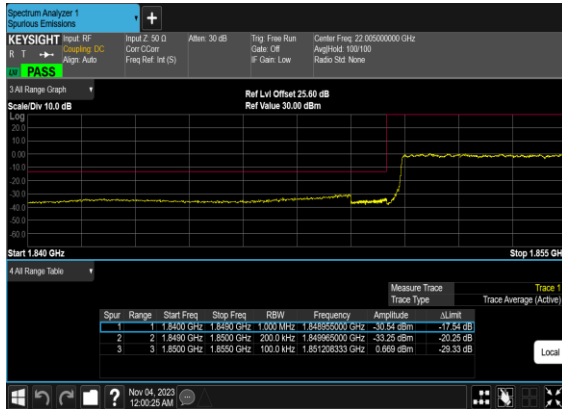 Spectrum Analyzer 1
Spurious Emissions
KEYSIGHT
R T
LV PASS
Input: RF
Coupling: DC
Align: Auto
Input Z: 50 Ω
Corr CCorr
Freq Ref: Int (S)
Atten: 30 dB
Trig: Free Run
Gate: Off
IF Gain: Low
Center Freq: 22.005000000 GHz
Avg|Hold: 100/100
Radio Std: None
3 All Range Graph
Scale/Div 10.0 dB
Ref Lvl Offset 25.60 dB
Ref Value 30.00 dBm
Log
20.0
10.0
0.00
-10.0
-20.0
-30.0
-40.0
-50.0
-60.0
Start 1.840 GHz
Stop 1.855 GH
4 All Range Table
Measure Trace Trace 1
Trace Type Trace Average (Active)
Spur Range Start Freq Stop Freq RBW Frequency Amplitude ΔLimit
1 1 1.8400 GHz 1.8490 GHz 1.000 MHz 1.848955000 GHz -30.54 dBm -17.54 dB
2 2 1.8490 GHz 1.8500 GHz 200.0 kHz 1.849965000 GHz -33.25 dBm -20.25 dB
3 3 1.8500 GHz 1.8550 GHz 100.0 kHz 1.851208333 GHz 0.669 dBm -29.33 dB
Local
Nov 04, 2023
12:00:25 AM